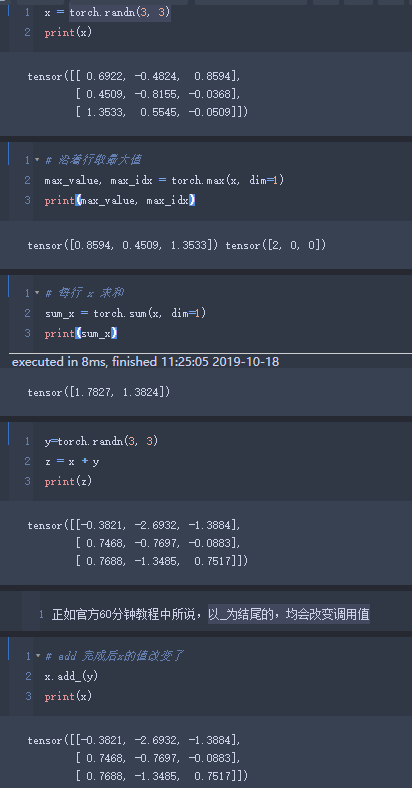 1 x = torch.randn(3, 3)
2 print(x)
tensor([[ 0.6922, -0.4824, 0.8594],
[ 0.4509, -0.8155, -0.0368],
[ 1.3533, 0.5545, -0.0509]])
1 # 沿着行取最大值
2 max_value, max_idx = torch.max(x, dim=1)
3 print(max_value, max_idx)
tensor([0.8594, 0.4509, 1.3533]) tensor([2, 0, 0])
1 # 每行 x 求和
2 sum_x = torch.sum(x, dim=1)
3 print(sum_x)
executed in 8ms, finished 11:25:05 2019-10-18
tensor([1.7827, 1.3824])
1 y=torch.randn(3, 3)
2 z = x + y
3 print(z)
tensor([[-0.3821, -2.6932, -1.3884],
[ 0.7468, -0.7697, -0.0883],
[ 0.7688, -1.3485, 0.7517]])
1 正如官方60分钟教程中所说，以_为结尾的，均会改变调用值
1 # add 完成后x的值改变了
2 x.add_(y)
3 print(x)
tensor([[-0.3821, -2.6932, -1.3884],
[ 0.7468, -0.7697, -0.0883],
[ 0.7688, -1.3485, 0.7517]])